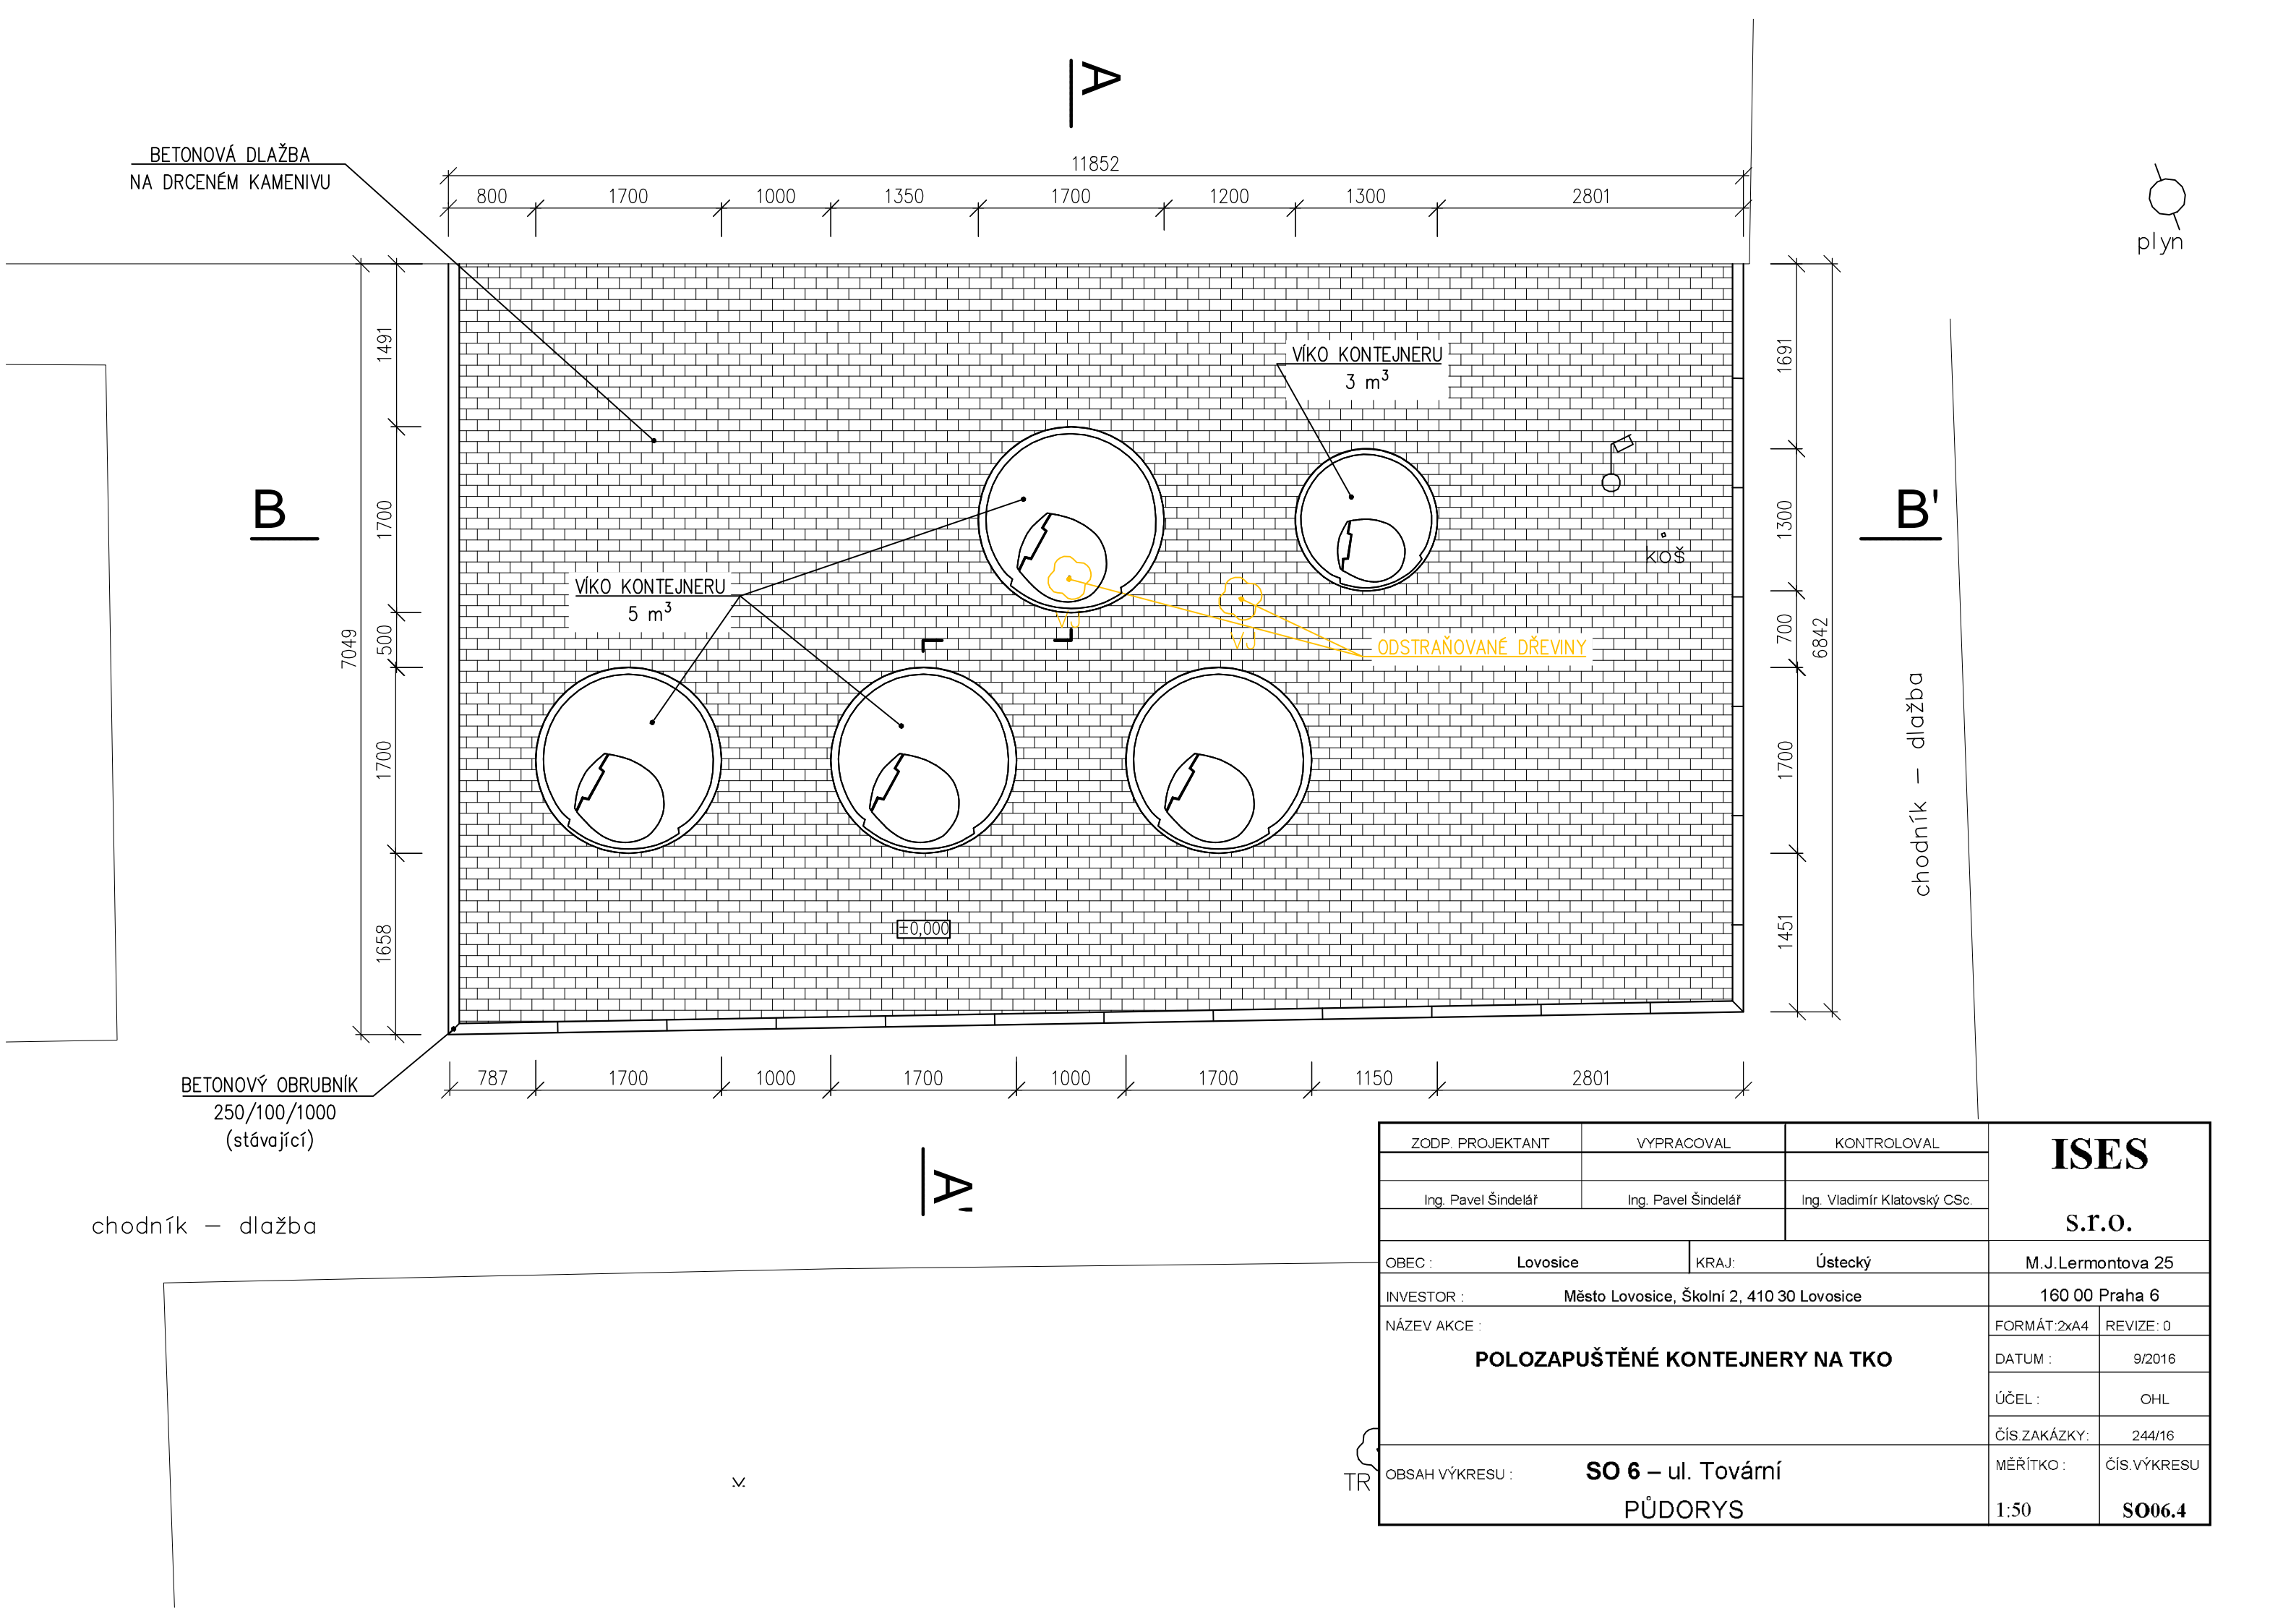 A
BETONOVÁ DLAŽBA
NA DRCENÉM KAMENIVU
11852
800 1700 1000 1350 1700 1200 1300 2801
plyn
1491
1700
500
1700
1658
7049
1691
1300
700
1700
1451
6842
VÍKO KONTEJNERU
3 m³
B
B'
KOŠ
VÍKO KONTEJNERU
5 m³
VJ
VJ
ODSTRAŇOVANÉ DŘEVINY
chodník – dlažba
±0,000
787 1700 1000 1700 1000 1700 1150 2801
BETONOVÝ OBRUBNÍK
250/100/1000
(stávající)
A'
chodník – dlažba
TR
ZODP. PROJEKTANT VYPRACOVAL KONTROLOVAL
ISES
Ing. Pavel Šindelář Ing. Pavel Šindelář Ing. Vladimír Klatovský CSc.
s.r.o.
OBEC : Lovosice KRAJ: Ústecký
M.J.Lermontova 25
INVESTOR : Město Lovosice, Školní 2, 410 30 Lovosice
160 00 Praha 6
NÁZEV AKCE :
FORMÁT:2xA4 REVIZE: 0
POLOZAPUŠTĚNÉ KONTEJNERY NA TKO
DATUM : 9/2016
ÚČEL : OHL
ČÍS.ZAKÁZKY: 244/16
OBSAH VÝKRESU : SO 6 – ul. Tovární
PŮDORYS
MĚŘÍTKO : ČÍS.VÝKRESU
1:50 SO06.4